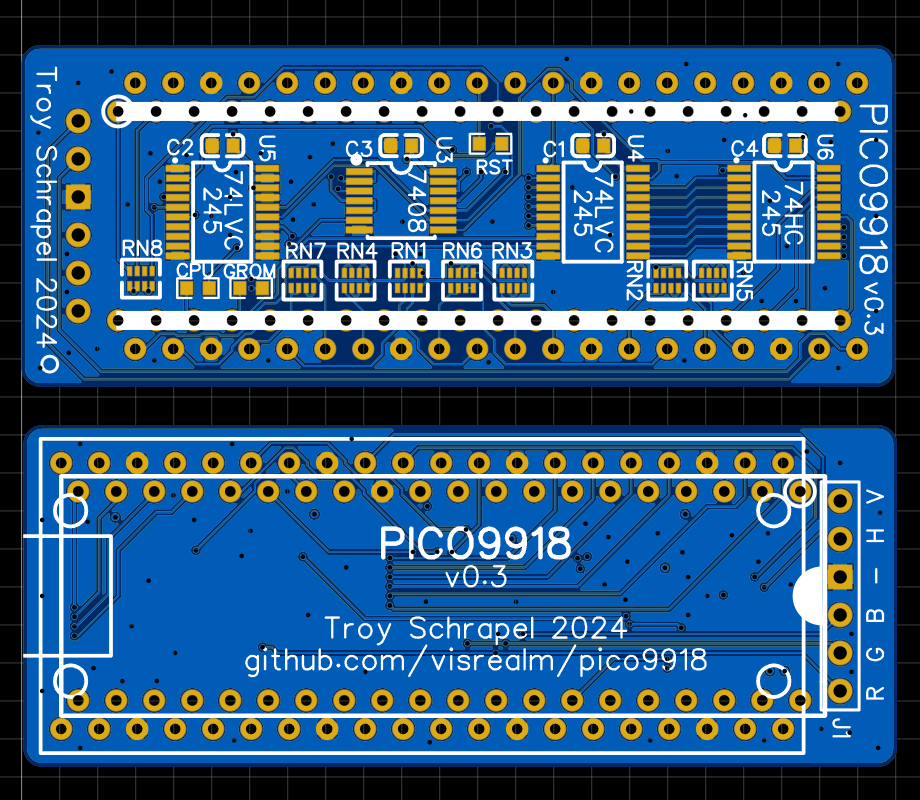 Troy Schrapel 2024
C2
U5
C3
U3
RST
C1
U4
C4
U6
PICO9918 v0.3
74LVC
245
7408
74LVC
245
74HC
245
RN8
CPU
GROM
RN7
RN4
RN1
RN6
RN3
RN2
RN5
PICO9918
v0.3
Troy Schrapel 2024
github.com/visrealm/pico9918
V
H
-
B
G
R
J1